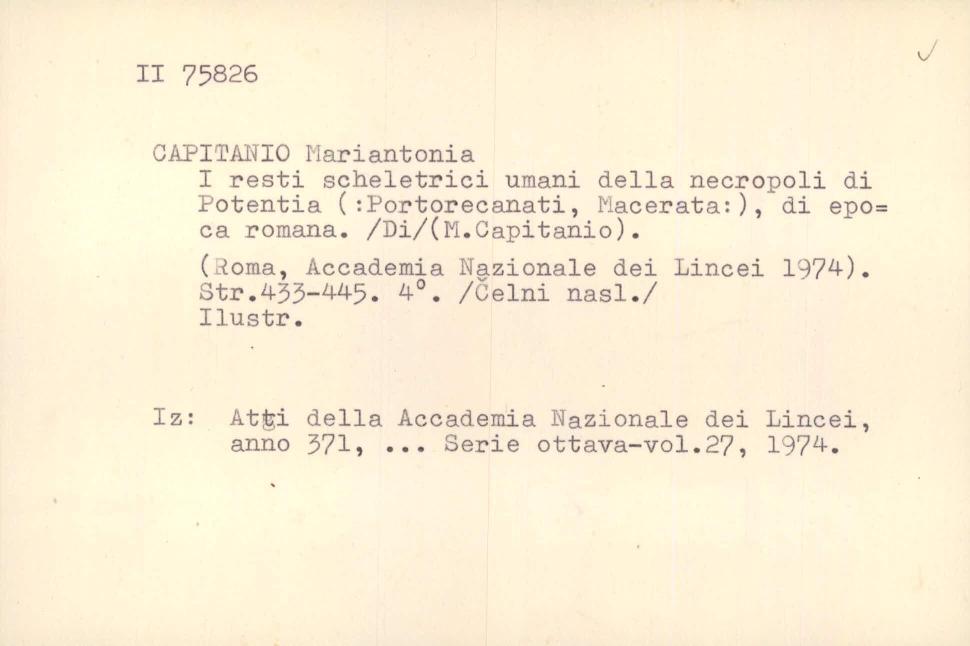 II 75826
CAPITANIO Mariantonia
I resti scheletrici umani della necropoli di
Potentia (:Portorecanati, Macerata:), di epo=
ca romana. /Di/(M.Capitanio).
(Roma, Accademia Nazionale dei Lincei 1974).
Str.433-445. 4°. /Čelni nasl./
Ilustr.
Iz: Atti della Accademia Nazionale dei Lincei,
anno 371, ... Serie ottava-vol.27, 1974.